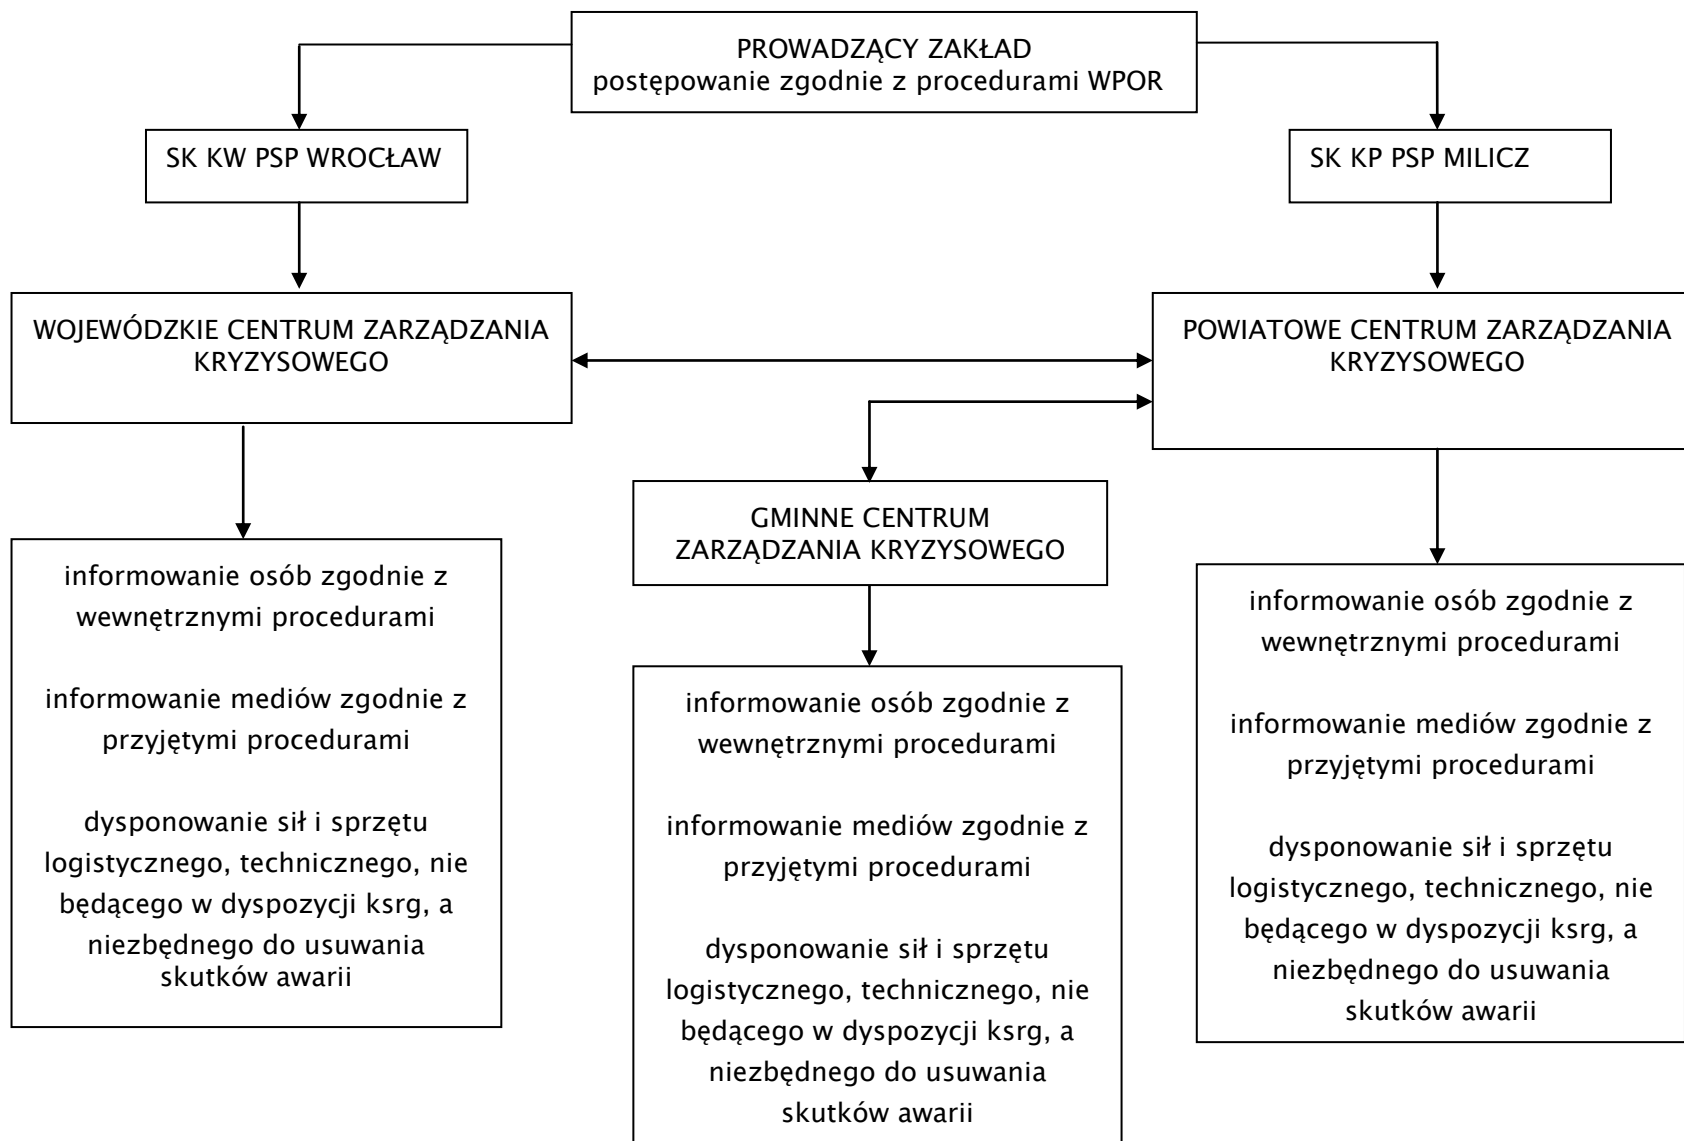 PROWADZĄCY ZAKŁAD
postępowanie zgodnie z procedurami WPOR
SK KW PSP WROCŁAW
SK KP PSP MILICZ
WOJEWÓDZKIE CENTRUM ZARZĄDZANIA
KRYZYSOWEGO
POWIATOWE CENTRUM ZARZĄDZANIA
KRYZYSOWEGO
GMINNE CENTRUM
ZARZĄDZANIA KRYZYSOWEGO
informowanie osób zgodnie z
wewnętrznymi procedurami
informowanie mediów zgodnie z
przyjętymi procedurami
dysponowanie sił i sprzętu
logistycznego, technicznego, nie
będącego w dyspozycji ksrg, a
niezbędnego do usuwania
skutków awarii
informowanie osób zgodnie z
wewnętrznymi procedurami
informowanie mediów zgodnie z
przyjętymi procedurami
dysponowanie sił i sprzętu
logistycznego, technicznego, nie
będącego w dyspozycji ksrg, a
niezbędnego do usuwania
skutków awarii
informowanie osób zgodnie z
wewnętrznymi procedurami
informowanie mediów zgodnie z
przyjętymi procedurami
dysponowanie sił i sprzętu
logistycznego, technicznego, nie
będącego w dyspozycji ksrg, a
niezbędnego do usuwania
skutków awarii